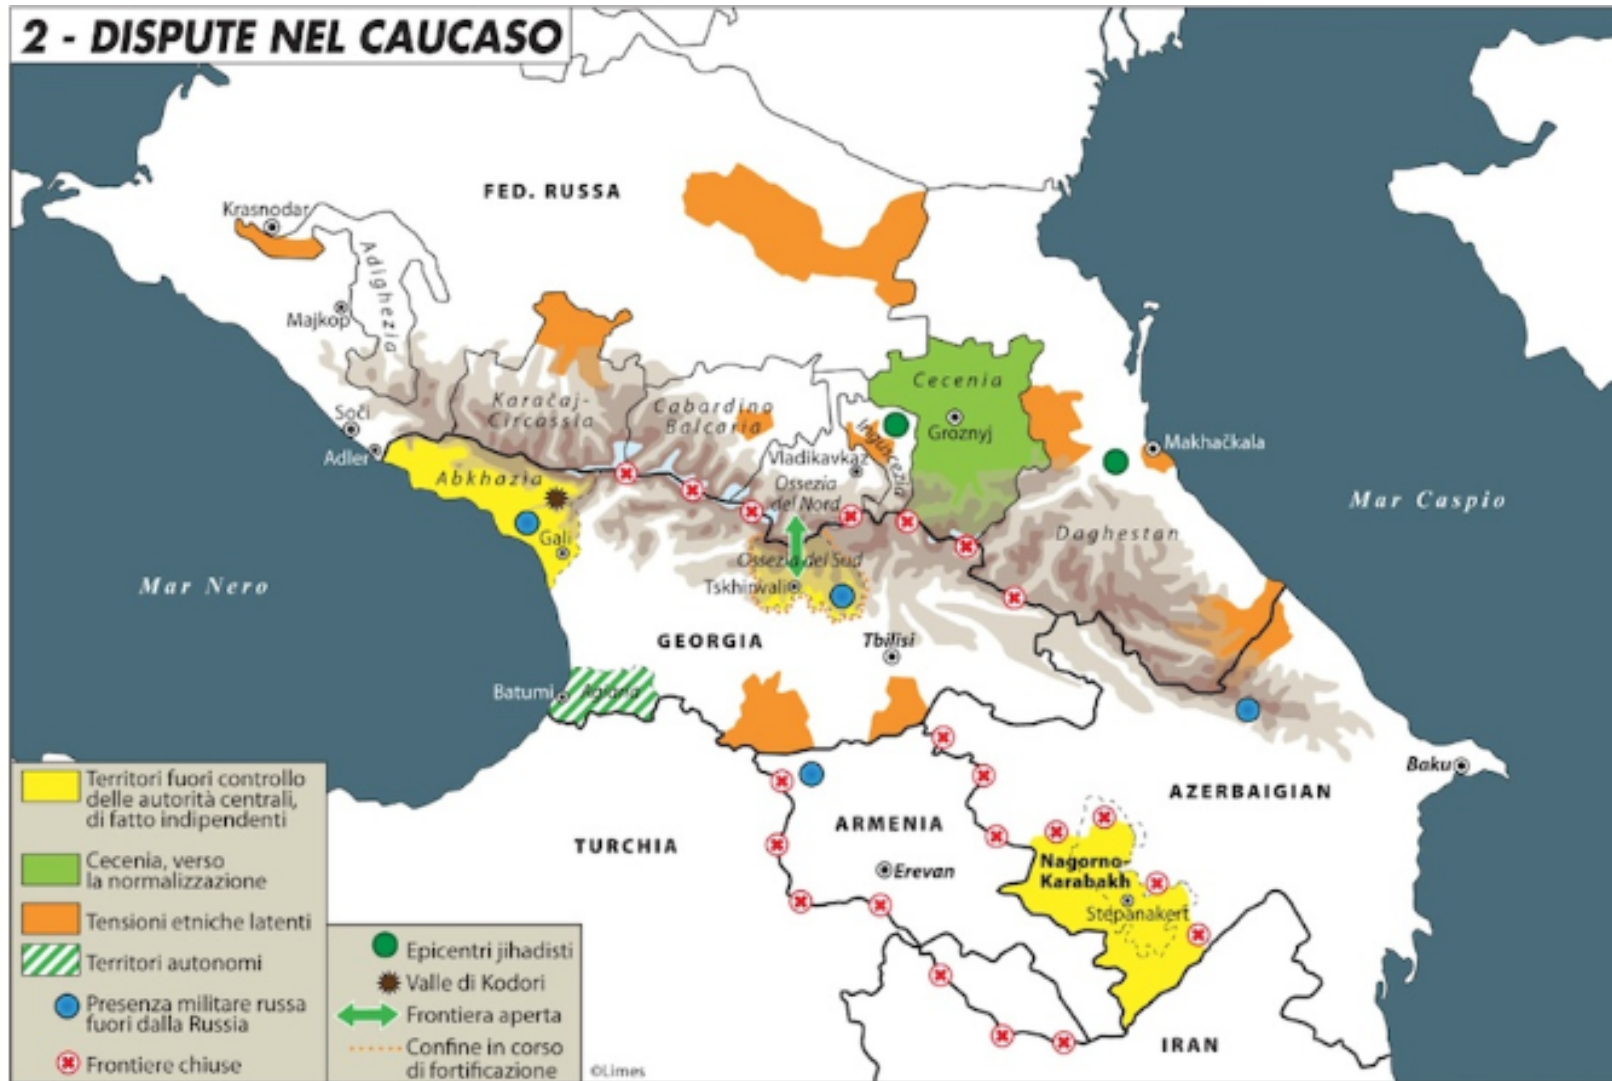 2 - DISPUTE NEL CAUCASO
FED. RUSSA
Krasnodar
Adighezia
Majkop
Karačaj-
Circassia
Cabardino
Balcaria
Cecenia
Groznyj
Inguscezia
Vladikavkaz
Ossezia
del Nord
Makhačkala
Daghestan
Mar Caspio
Soči
Adler
Abkhazia
Gali
Mar Nero
Ossezia del Sud
Tskhinvali
GEORGIA
Tbilisi
Batumi
Agiaria
TURCHIA
ARMENIA
Erevan
AZERBAIGIAN
Baku
Nagorno-
Karabakh
Stepanakert
IRAN
Territori fuori controllo
delle autorità centrali,
di fatto indipendenti
Cecenia, verso
la normalizzazione
Tensioni etniche latenti
Territori autonomi
Presenza militare russa
fuori dalla Russia
Frontiere chiuse
Epicentri jihadisti
Valle di Kodori
Frontiera aperta
Confine in corso
di fortificazione
©Limes